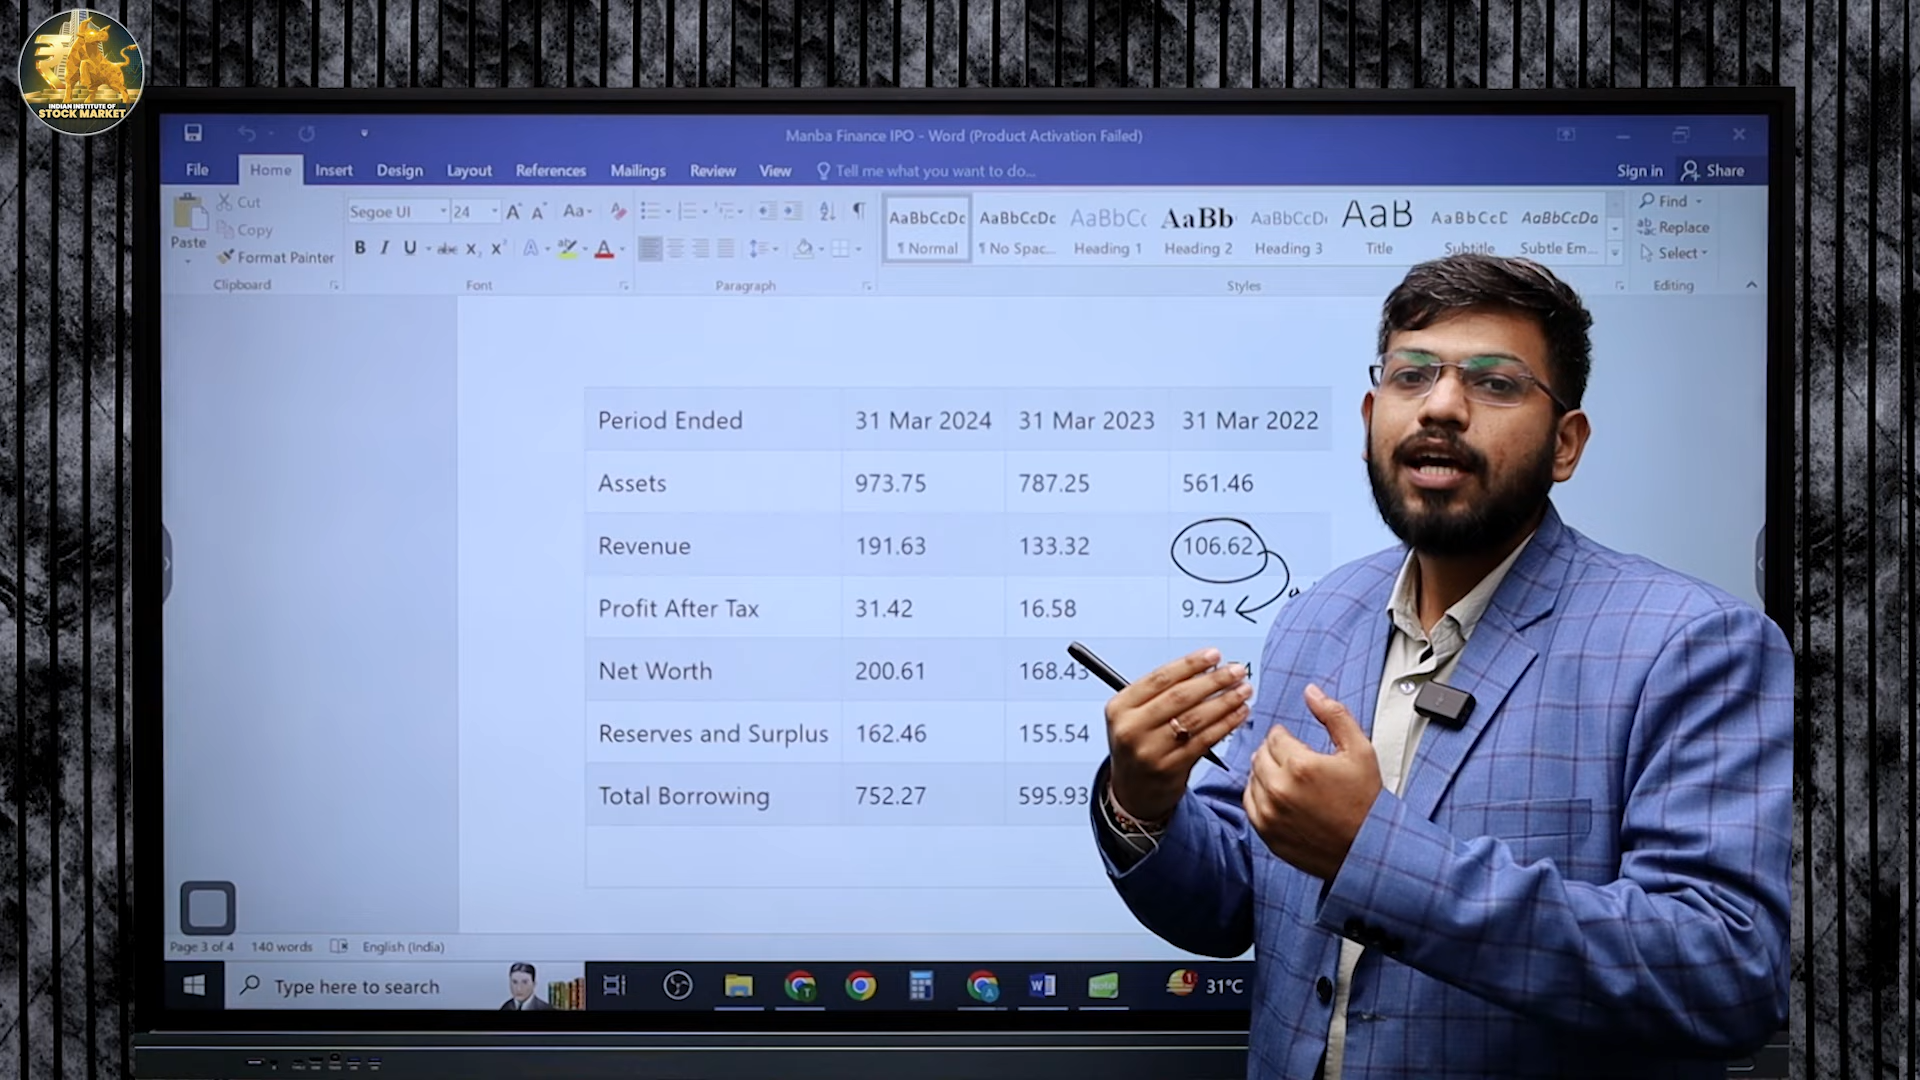 INDIAN INSTITUTE OF
STOCK MARKET
Manba Finance IPO - Word (Product Activation Failed)
File Home Insert Design Layout References Mailings Review View Tell me what you want to do... Sign in Share
Cut
Copy
Format Painter
Paste
Clipboard
Segoe UI 24
Font
Paragraph
AaBbCcDc AaBbCcDc AaBbCc AaBb AaBbCcD AaB AaBbCcD AaBbCcDa
¶ Normal ¶ No Spac... Heading 1 Heading 2 Heading 3 Title Subtitle Subtle Em...
Styles
Find
Replace
Select
Editing
Period Ended 31 Mar 2024 31 Mar 2023 31 Mar 2022
Assets 973.75 787.25 561.46
Revenue 191.63 133.32 106.62
Profit After Tax 31.42 16.58 9.74
Net Worth 200.61 168.43
Reserves and Surplus 162.46 155.54
Total Borrowing 752.27 595.93
Page 3 of 4 140 words English (India)
Type here to search 31°C